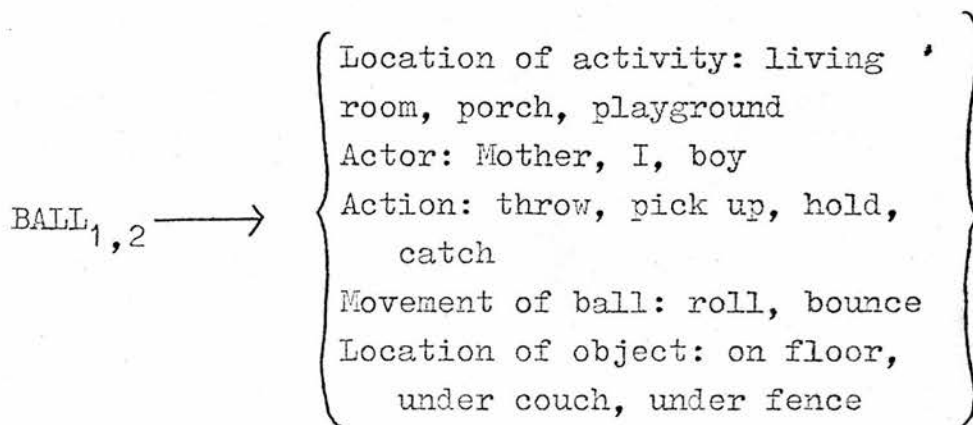 Location of activity: living
room, porch, playground
Actor: Mother, I, boy
BALL1,2 ⟶ Action: throw, pick up, hold,
catch
Movement of ball: roll, bounce
Location of object: on floor,
under couch, under fence